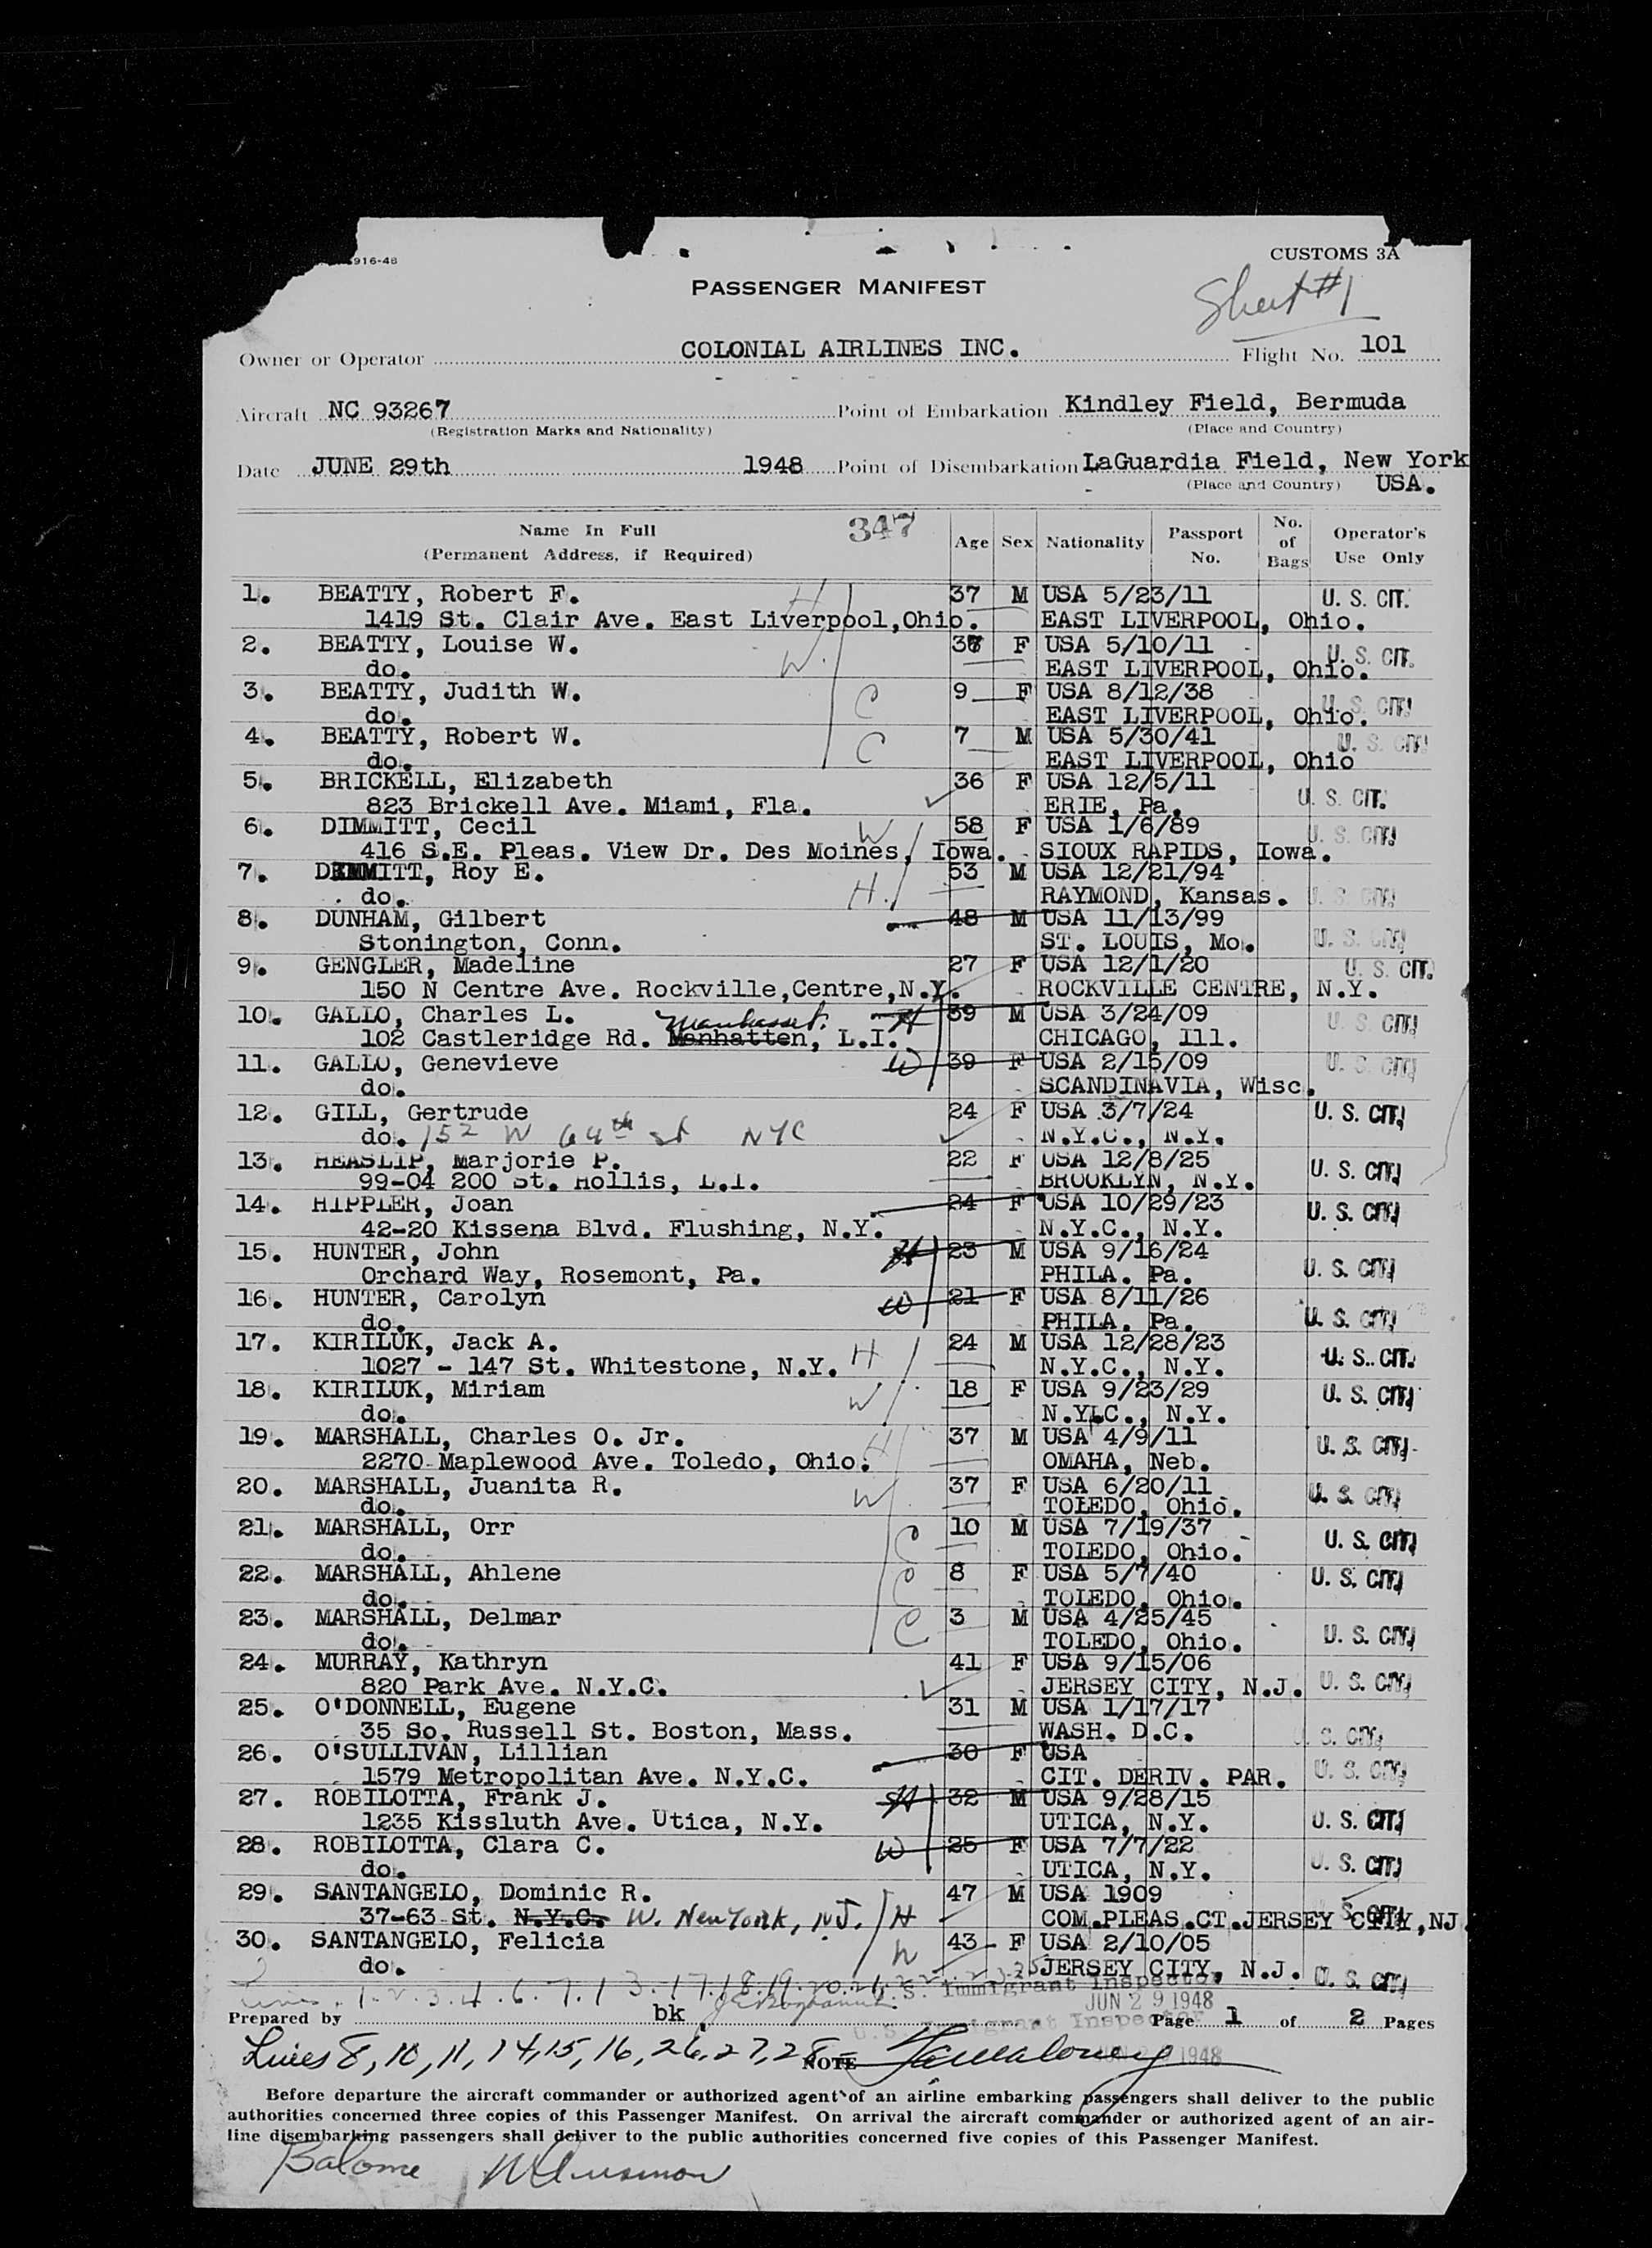 916-48
CUSTOMS 3A
PASSENGER MANIFEST
Sheet #1
Owner or Operator COLONIAL AIRLINES INC. Flight No. 101
Aircraft NC 93267 Point of Embarkation Kindley Field, Bermuda
(Registration Marks and Nationality) (Place and Country)
Date JUNE 29th 1948 Point of Disembarkation LaGuardia Field, New York
(Place and Country) USA.
Name In Full 347 Age Sex Nationality Passport No. No. of Bags Operator's Use Only
(Permanent Address, if Required)
1. BEATTY, Robert F. H 37 M USA 5/23/11 U. S. CIT.
1419 St. Clair Ave. East Liverpool,Ohio. EAST LIVERPOOL, Ohio.
2. BEATTY, Louise W. W. F USA 5/10/11 U. S. CIT.
do. EAST LIVERPOOL, Ohio.
3. BEATTY, Judith W. C 9 F USA 8/12/38 U. S. CIT.
do. EAST LIVERPOOL, Ohio.
4. BEATTY, Robert W. C 7 M USA 5/30/41 U. S. CIT.
do. EAST LIVERPOOL, Ohio
5. BRICKELL, Elizabeth 36 F USA 12/5/11 U. S. CIT.
823 Brickell Ave. Miami, Fla. ERIE, Pa.
6. DIMMITT, Cecil W 58 F USA 1/6/89 U. S. CIT.
416 S.E. Pleas. View Dr. Des Moines, Iowa. SIOUX RAPIDS, Iowa.
7. DIMMITT, Roy E. H. 53 M USA 12/21/94 U. S. CIT.
do. RAYMOND, Kansas.
8. DUNHAM, Gilbert 48 M USA 11/13/99 U. S. CIT.
Stonington, Conn. ST. LOUIS, Mo.
9. GENGLER, Madeline 27 F USA 12/1/20 U. S. CIT.
150 N Centre Ave. Rockville,Centre,N.Y. ROCKVILLE CENTRE, N.Y.
10. GALLO, Charles L. Manhasset. H 39 M USA 3/24/09 U. S. CIT.
102 Castleridge Rd. Manhatten, L.I. CHICAGO, Ill.
11. GALLO, Genevieve W 39 F USA 2/15/09 U. S. CIT.
do. SCANDINAVIA, Wisc.
12. GILL, Gertrude 24 F USA 3/7/24 U. S. CIT.
do. 152 W 64th st NYC N.Y.C., N.Y.
13. HEASLIP, Marjorie P. 22 F USA 12/8/25 U. S. CIT.
99-04 200 St. Hollis, L.I. BROOKLYN, N.Y.
14. HIPPLER, Joan 24 F USA 10/29/23 U. S. CIT.
42-20 Kissena Blvd. Flushing, N.Y. N.Y.C., N.Y.
15. HUNTER, John H 23 M USA 9/16/24 U. S. CIT.
Orchard Way, Rosemont, Pa. PHILA. Pa.
16. HUNTER, Carolyn W 21 F USA 8/11/26 U. S. CIT.
do. PHILA. Pa.
17. KIRILUK, Jack A. H 24 M USA 12/28/23 U. S. CIT.
1027 - 147 St. Whitestone, N.Y. N.Y.C., N.Y.
18. KIRILUK, Miriam W. 18 F USA 9/23/29 U. S. CIT.
do. N.Y.C., N.Y.
19. MARSHALL, Charles O. Jr. H 37 M USA 4/9/11 U. S. CIT.
2270 Maplewood Ave. Toledo, Ohio. OMAHA, Neb.
20. MARSHALL, Juanita R. W 37 F USA 6/20/11 U. S. CIT.
do. TOLEDO, Ohio.
21. MARSHALL, Orr C 10 M USA 7/19/37 U. S. CIT.
do. TOLEDO, Ohio.
22. MARSHALL, Ahlene C 8 F USA 5/7/40 U. S. CIT.
do. TOLEDO, Ohio.
23. MARSHALL, Delmar C 3 M USA 4/25/45 U. S. CIT.
do. TOLEDO, Ohio.
24. MURRAY, Kathryn 41 F USA 9/15/06 U. S. CIT.
820 Park Ave. N.Y.C. JERSEY CITY, N.J.
25. O'DONNELL, Eugene 31 M USA 1/17/17 S. CIT.
35 So. Russell St. Boston, Mass. WASH. D.C.
26. O'SULLIVAN, Lillian 30 F USA U. S. CIT.
1579 Metropolitan Ave. N.Y.C. CIT. DERIV. PAR.
27. ROBILOTTA, Frank J. H 32 M USA 9/28/15 U. S. CIT.
1235 Kissluth Ave. Utica, N.Y. UTICA, N.Y.
28. ROBILOTTA, Clara C. W 25 F USA 7/7/22 U. S. CIT.
do. UTICA, N.Y.
29. SANTANGELO, Dominic R. 47 M USA 1909 S. CIT.
37-63 St. N.Y.C. W. New York, NJ. H COM.PLEAS.CT.JERSEY CITY,NJ.
30. SANTANGELO, Felicia W 43 F USA 2/10/05
do. JERSEY CITY, N.J. U. S. CIT.
U.S. Immigrant Inspector
JUN 29 1948
Prepared by bk Page 1 of 2 Pages
U.S. Immigrant Inspector
Lines 8, 10, 11, 14, 15, 16, 26, 27, 28 NOTE 1948
Before departure the aircraft commander or authorized agent of an airline embarking passengers shall deliver to the public
authorities concerned three copies of this Passenger Manifest. On arrival the aircraft commander or authorized agent of an air-
line disembarking passengers shall deliver to the public authorities concerned five copies of this Passenger Manifest.